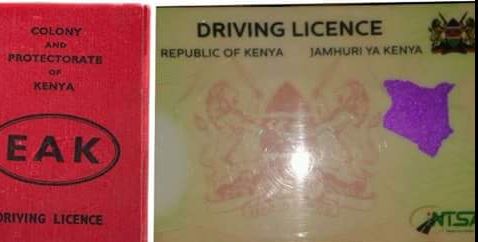 COLONY
AND
PROTECTORATE
OF
KENYA
EAK
DRIVING LICENCE
DRIVING LICENCE
REPUBLIC OF KENYA JAMHURI YA KENYA
NTSA